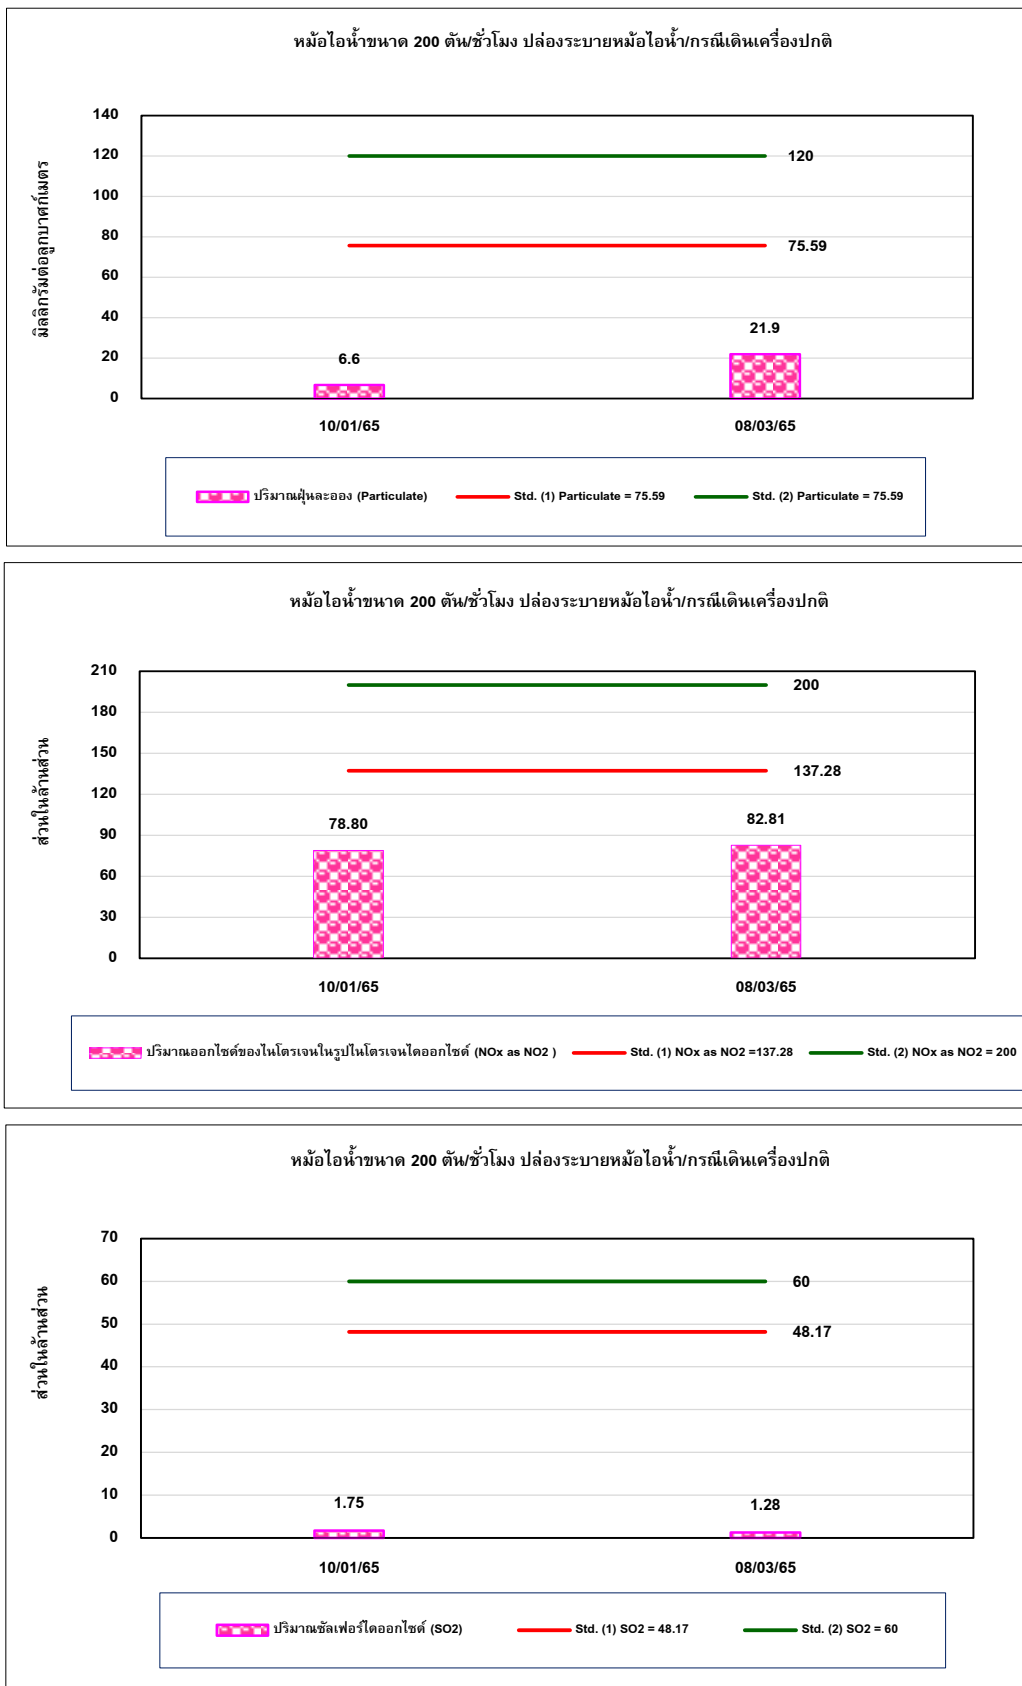 หม้อไอน้ำขนาด 200 ตัน/ชั่วโมง ปล่องระบายหม้อไอน้ำ/กรณีเดินเครื่องปกติ
มิลลิกรัมต่อลูกบาศก์เมตร
140
120
100
80
60
40
20
0
120
75.59
6.6
21.9
10/01/65
08/03/65
ปริมาณฝุ่นละออง (Particulate)
Std. (1) Particulate = 75.59
Std. (2) Particulate = 75.59
หม้อไอน้ำขนาด 200 ตัน/ชั่วโมง ปล่องระบายหม้อไอน้ำ/กรณีเดินเครื่องปกติ
ส่วนในล้านส่วน
210
180
150
120
90
60
30
0
200
137.28
78.80
82.81
10/01/65
08/03/65
ปริมาณออกไซด์ของไนโตรเจนในรูปไนโตรเจนไดออกไซด์ (NOx as NO2 )
Std. (1) NOx as NO2 =137.28
Std. (2) NOx as NO2 = 200
หม้อไอน้ำขนาด 200 ตัน/ชั่วโมง ปล่องระบายหม้อไอน้ำ/กรณีเดินเครื่องปกติ
ส่วนในล้านส่วน
70
60
50
40
30
20
10
0
60
48.17
1.75
1.28
10/01/65
08/03/65
ปริมาณซัลเฟอร์ไดออกไซด์ (SO2)
Std. (1) SO2 = 48.17
Std. (2) SO2 = 60